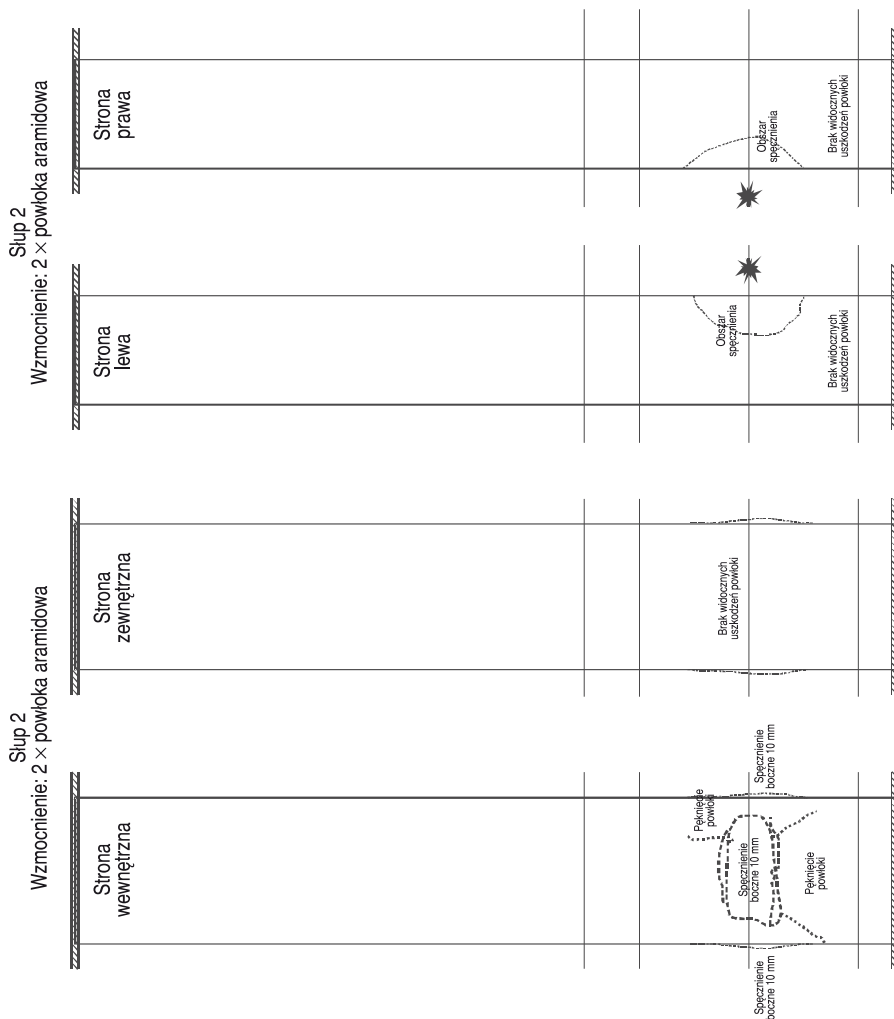 Słup 2
Wzmocnienie: 2 × powłoka aramidowa
Strona
wewnętrzna
Spęcznienie
boczne 10 mm
Pęknięcie
powłoki
Spęcznienie
boczne 10 mm
Pęknięcie
powłoki
Spęcznienie
boczne 10 mm
Strona
zewnętrzna
Brak widocznych
uszkodzeń powłoki
Słup 2
Wzmocnienie: 2 × powłoka aramidowa
Strona
lewa
Obszar
spęcznienia
Brak widocznych
uszkodzeń powłoki
Strona
prawa
Obszar
spęcznienia
Brak widocznych
uszkodzeń powłoki